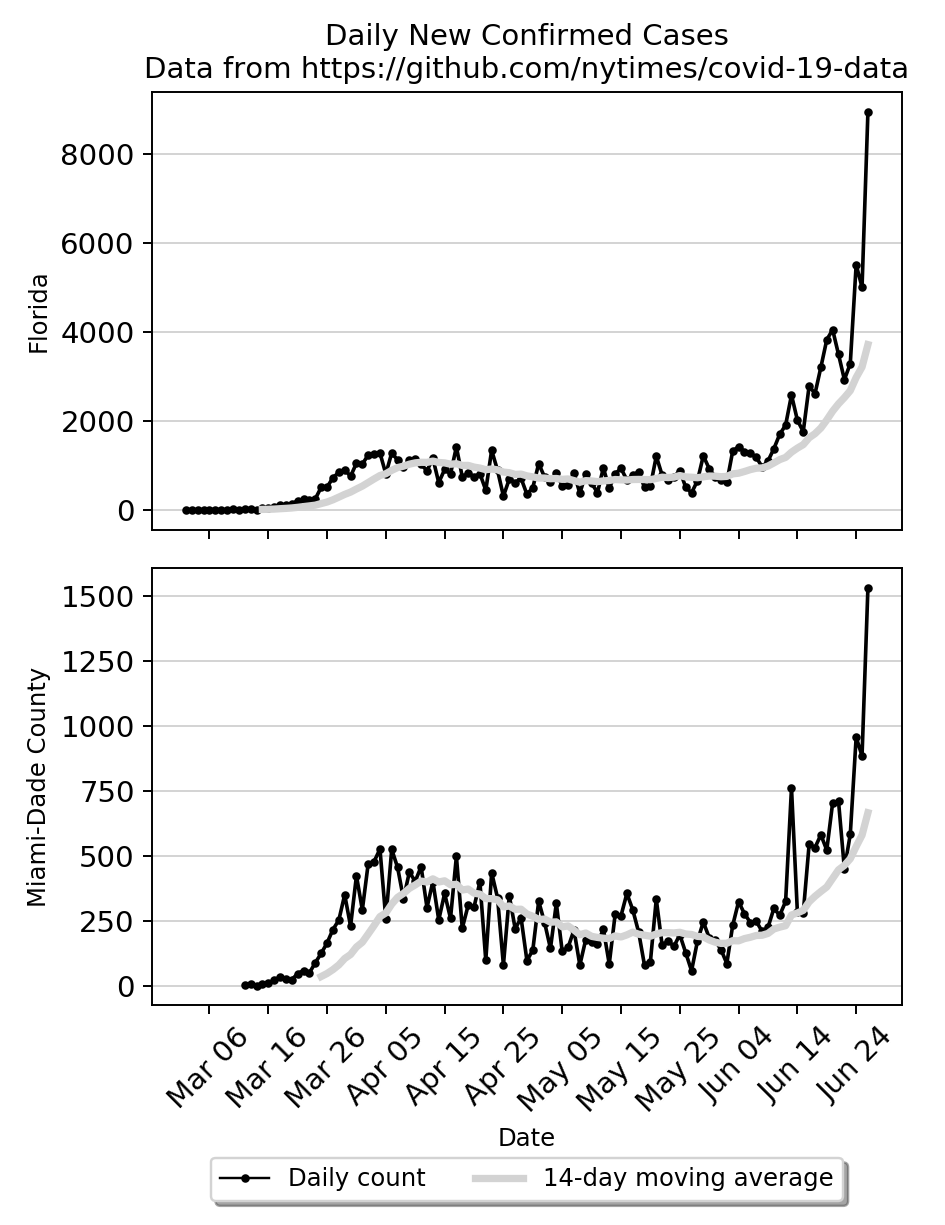 Daily New Confirmed Cases
Data from https://github.com/nytimes/covid-19-data
8000
6000
4000
2000
0
Florida
1500
1250
1000
750
500
250
0
Miami-Dade County
Mar 06 Mar 16 Mar 26 Apr 05 Apr 15 Apr 25 May 05 May 15 May 25 Jun 04 Jun 14 Jun 24
Date
Daily count 14-day moving average